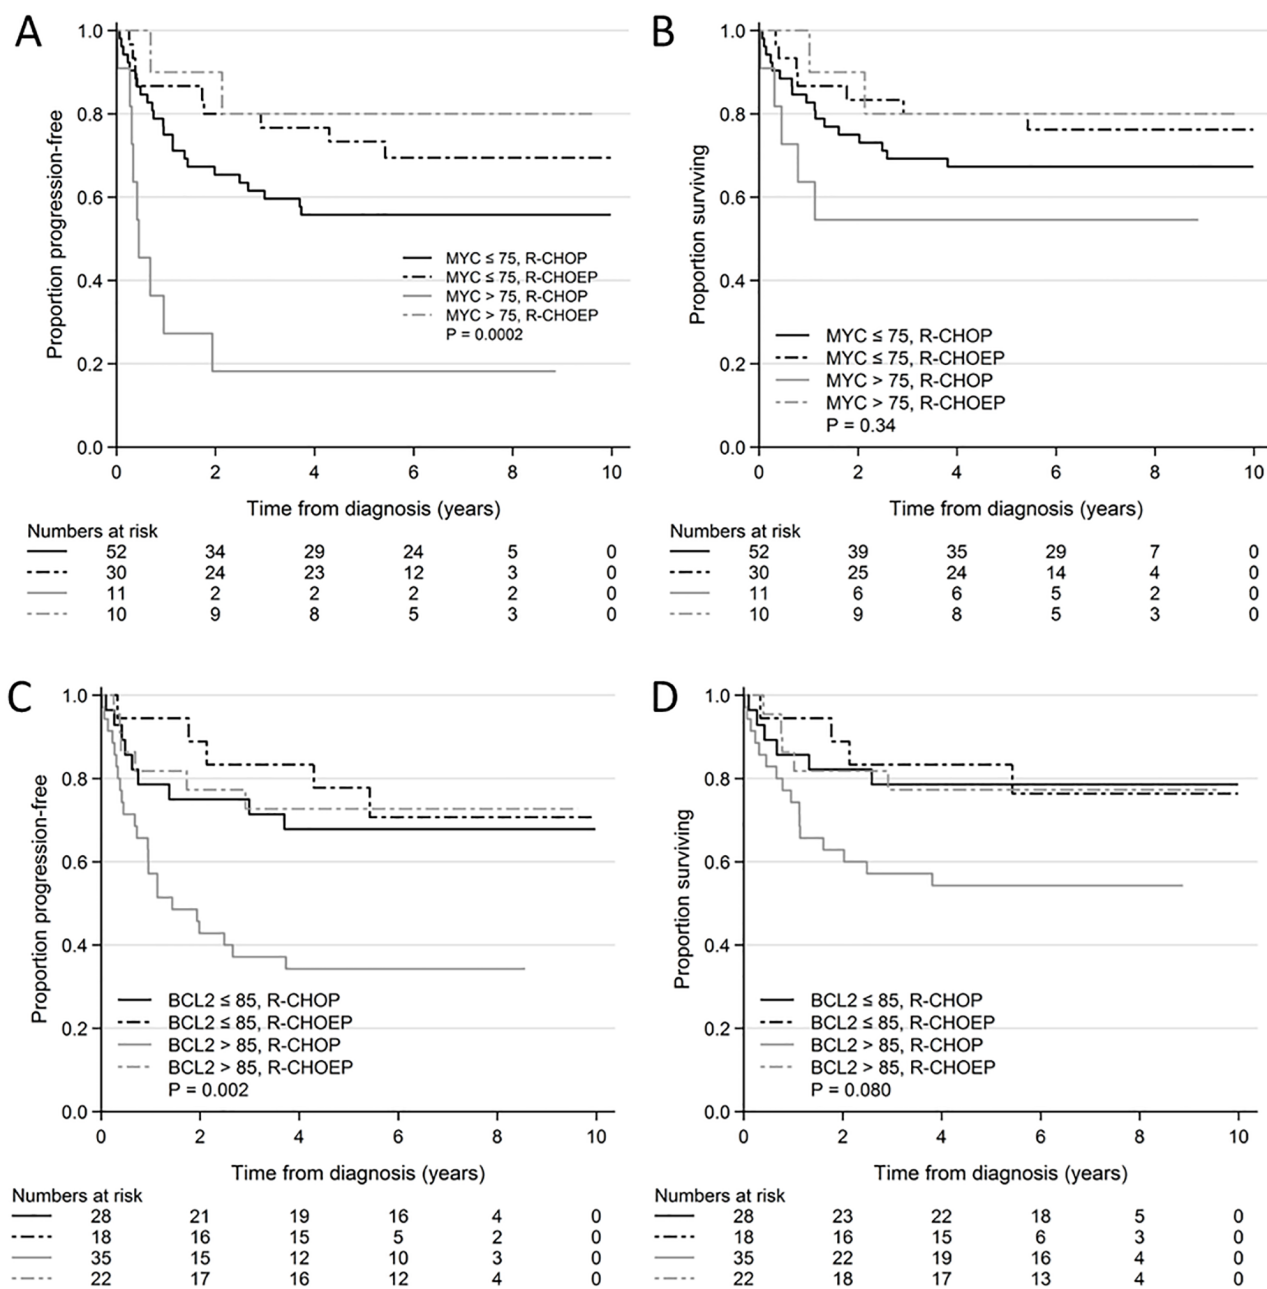 A
Proportion progression-free
1.0
0.8
0.6
0.4
0.2
0.0
MYC ≤ 75, R-CHOP
MYC ≤ 75, R-CHOEP
MYC > 75, R-CHOP
MYC > 75, R-CHOEP
P = 0.0002
0 2 4 6 8 10
Time from diagnosis (years)
Numbers at risk
52 34 29 24 5 0
30 24 23 12 3 0
11 2 2 2 2 0
10 9 8 5 3 0
B
Proportion surviving
1.0
0.8
0.6
0.4
0.2
0.0
MYC ≤ 75, R-CHOP
MYC ≤ 75, R-CHOEP
MYC > 75, R-CHOP
MYC > 75, R-CHOEP
P = 0.34
0 2 4 6 8 10
Time from diagnosis (years)
Numbers at risk
52 39 35 29 7 0
30 25 24 14 4 0
11 6 6 5 2 0
10 9 8 5 3 0
C
Proportion progression-free
1.0
0.8
0.6
0.4
0.2
0.0
BCL2 ≤ 85, R-CHOP
BCL2 ≤ 85, R-CHOEP
BCL2 > 85, R-CHOP
BCL2 > 85, R-CHOEP
P = 0.002
0 2 4 6 8 10
Time from diagnosis (years)
Numbers at risk
28 21 19 16 4 0
18 16 15 5 2 0
35 15 12 10 3 0
22 17 16 12 4 0
D
Proportion surviving
1.0
0.8
0.6
0.4
0.2
0.0
BCL2 ≤ 85, R-CHOP
BCL2 ≤ 85, R-CHOEP
BCL2 > 85, R-CHOP
BCL2 > 85, R-CHOEP
P = 0.080
0 2 4 6 8 10
Time from diagnosis (years)
Numbers at risk
28 23 22 18 5 0
18 16 15 6 3 0
35 22 19 16 4 0
22 18 17 13 4 0